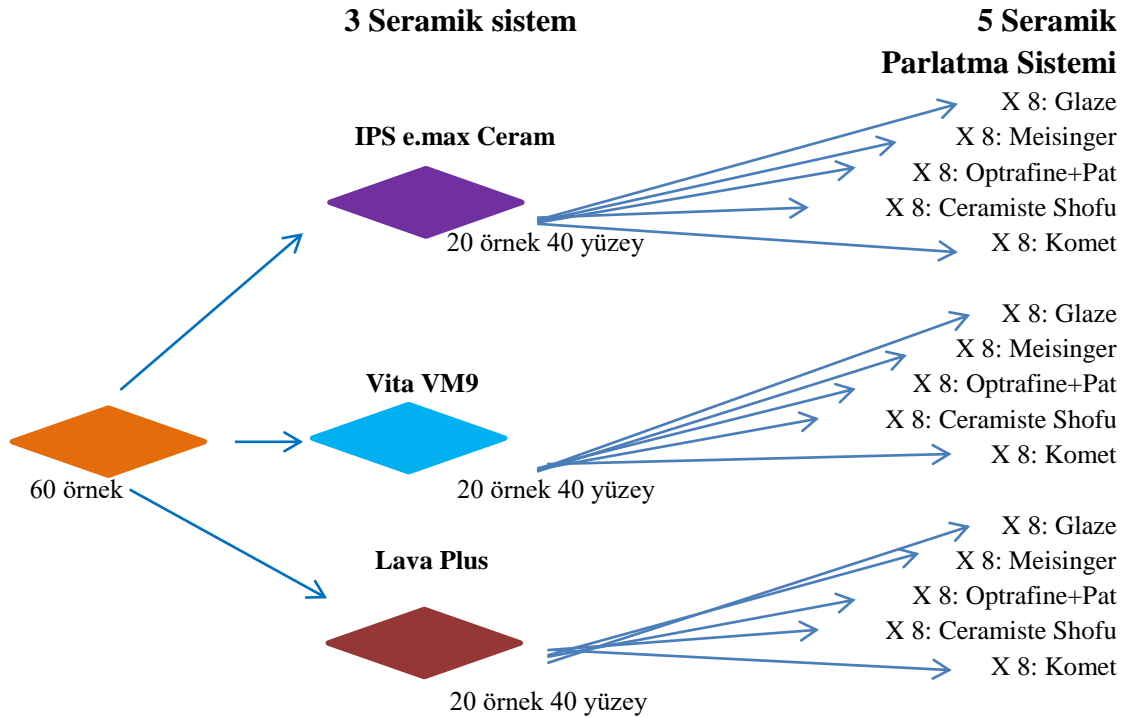 3 Seramik sistem
5 Seramik
Parlatma Sistemi
IPS e.max Ceram
20 örnek 40 yüzey
X 8: Glaze
X 8: Meisinger
X 8: Optrafine+Pat
X 8: Ceramiste Shofu
X 8: Komet
60 örnek
Vita VM9
20 örnek 40 yüzey
X 8: Glaze
X 8: Meisinger
X 8: Optrafine+Pat
X 8: Ceramiste Shofu
X 8: Komet
Lava Plus
20 örnek 40 yüzey
X 8: Glaze
X 8: Meisinger
X 8: Optrafine+Pat
X 8: Ceramiste Shofu
X 8: Komet